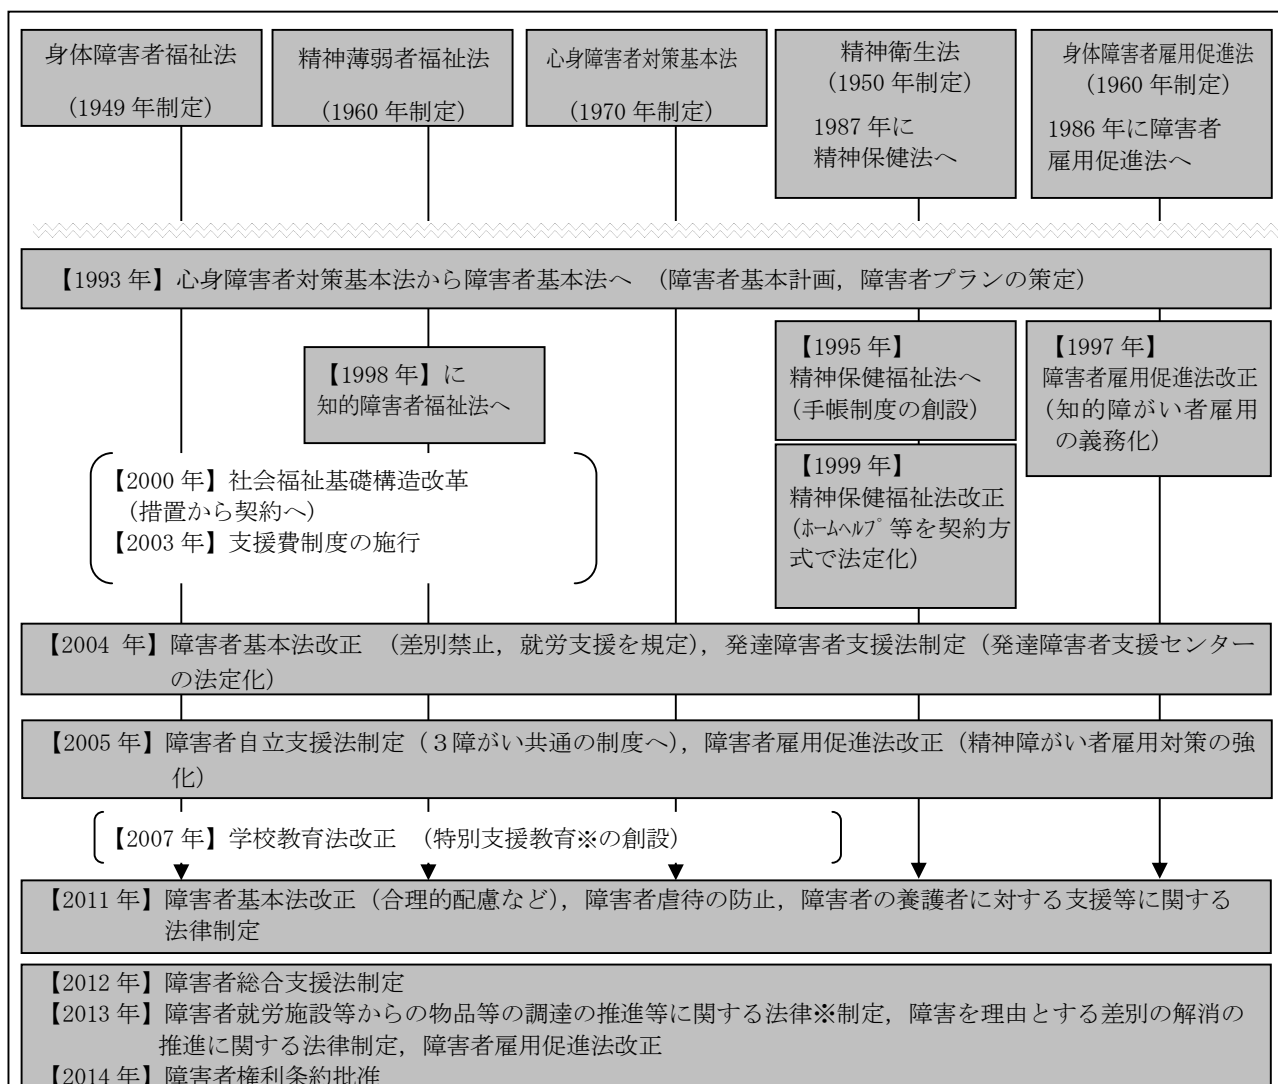 身体障害者福祉法
(1949 年制定)
精神薄弱者福祉法
(1960 年制定)
心身障害者対策基本法
(1970 年制定)
精神衛生法
(1950 年制定)
1987 年に
精神保健法へ
身体障害者雇用促進法
(1960 年制定)
1986 年に障害者
雇用促進法へ
【1993 年】心身障害者対策基本法から障害者基本法へ (障害者基本計画,障害者プランの策定)
【1998 年】に
知的障害者福祉法へ
【1995 年】
精神保健福祉法へ
(手帳制度の創設)
【1997 年】
障害者雇用促進法改正
(知的障がい者雇用
の義務化)
【2000 年】社会福祉基礎構造改革
(措置から契約へ)
【2003 年】支援費制度の施行
【1999 年】
精神保健福祉法改正
(ホームヘルプ等を契約方
式で法定化)
【2004 年】障害者基本法改正 (差別禁止,就労支援を規定),発達障害者支援法制定(発達障害者支援センター
の法定化)
【2005 年】障害者自立支援法制定(3障がい共通の制度へ),障害者雇用促進法改正(精神障がい者雇用対策の強
化)
【2007 年】学校教育法改正 (特別支援教育※の創設)
【2011 年】障害者基本法改正(合理的配慮など),障害者虐待の防止,障害者の養護者に対する支援等に関する
法律制定
【2012 年】障害者総合支援法制定
【2013 年】障害者就労施設等からの物品等の調達の推進等に関する法律※制定,障害を理由とする差別の解消の
推進に関する法律制定,障害者雇用促進法改正
【2014 年】障害者権利条約批准